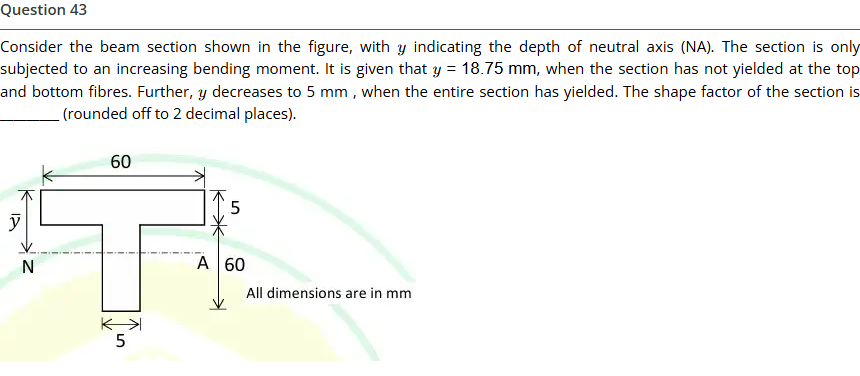 Question 43
Consider the beam section shown in the figure, with y indicating the depth of neutral axis (NA). The section is only
subjected to an increasing bending moment. It is given that y = 18.75 mm, when the section has not yielded at the top
and bottom fibres. Further, y decreases to 5 mm , when the entire section has yielded. The shape factor of the section is
________ (rounded off to 2 decimal places).
60
5
ȳ
N
A 60
All dimensions are in mm
5